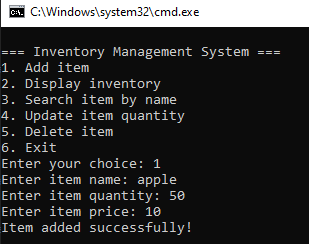 C:\Windows\system32\cmd.exe
=== Inventory Management System ===
1. Add item
2. Display inventory
3. Search item by name
4. Update item quantity
5. Delete item
6. Exit
Enter your choice: 1
Enter item name: apple
Enter item quantity: 50
Enter item price: 10
Item added successfully!